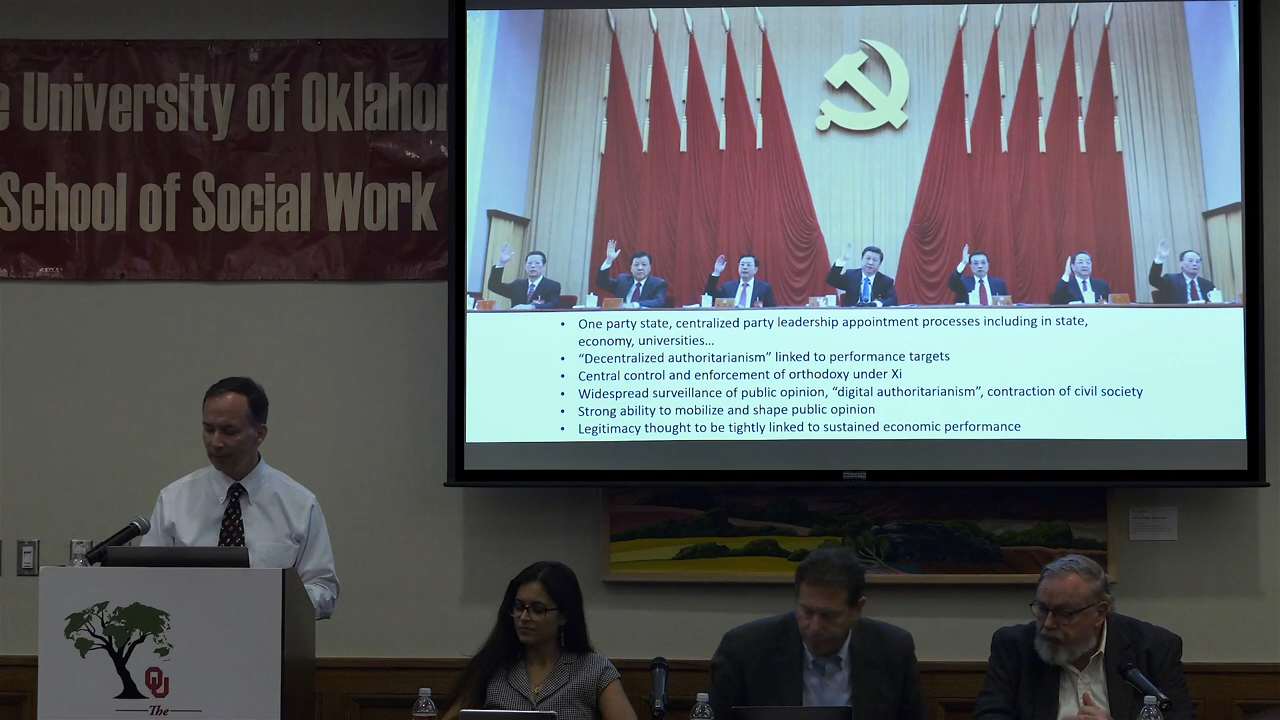 e University of Oklahor
School of Social Work
• One party state, centralized party leadership appointment processes including in state,
economy, universities...
• “Decentralized authoritarianism” linked to performance targets
• Central control and enforcement of orthodoxy under Xi
• Widespread surveillance of public opinion, “digital authoritarianism”, contraction of civil society
• Strong ability to mobilize and shape public opinion
• Legitimacy thought to be tightly linked to sustained economic performance
OU
The